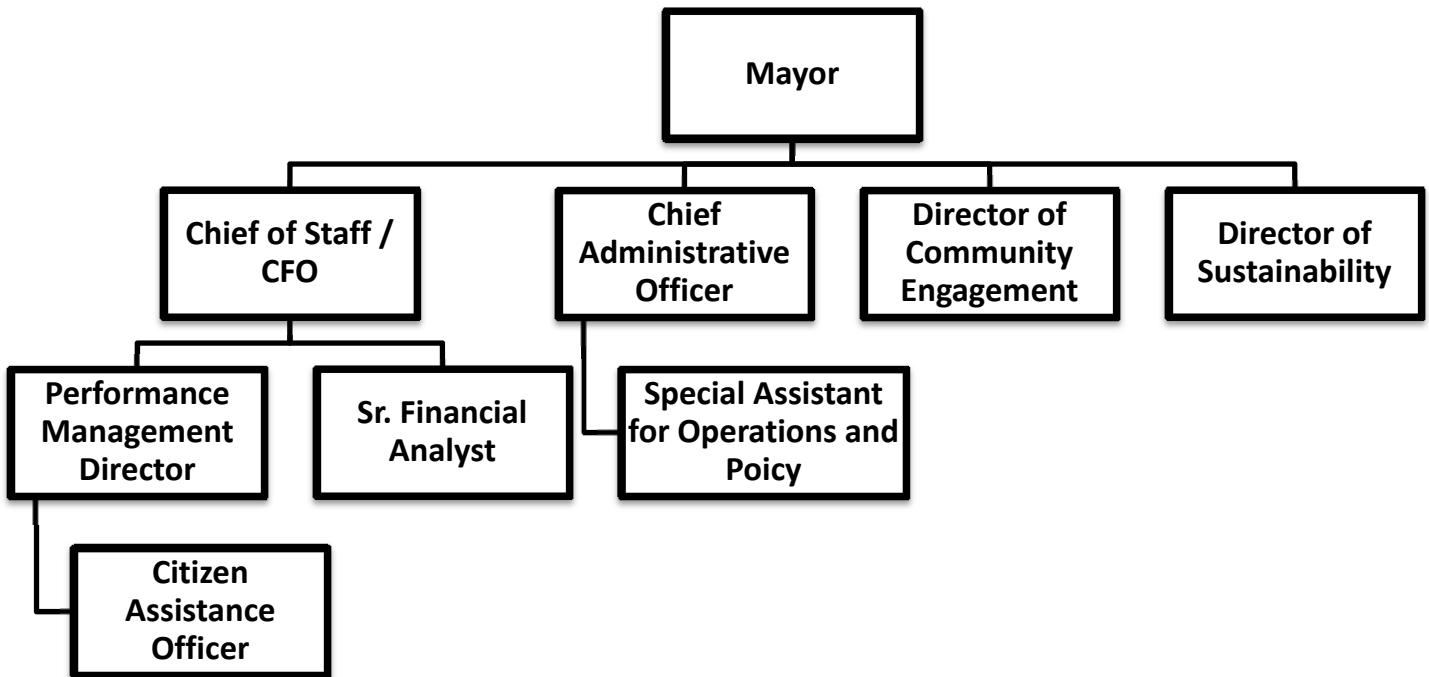 Mayor
Chief of Staff /
CFO
Chief
Administrative
Officer
Director of
Community
Engagement
Director of
Sustainability
Performance
Management
Director
Sr. Financial
Analyst
Special Assistant
for Operations and
Poicy
Citizen
Assistance
Officer